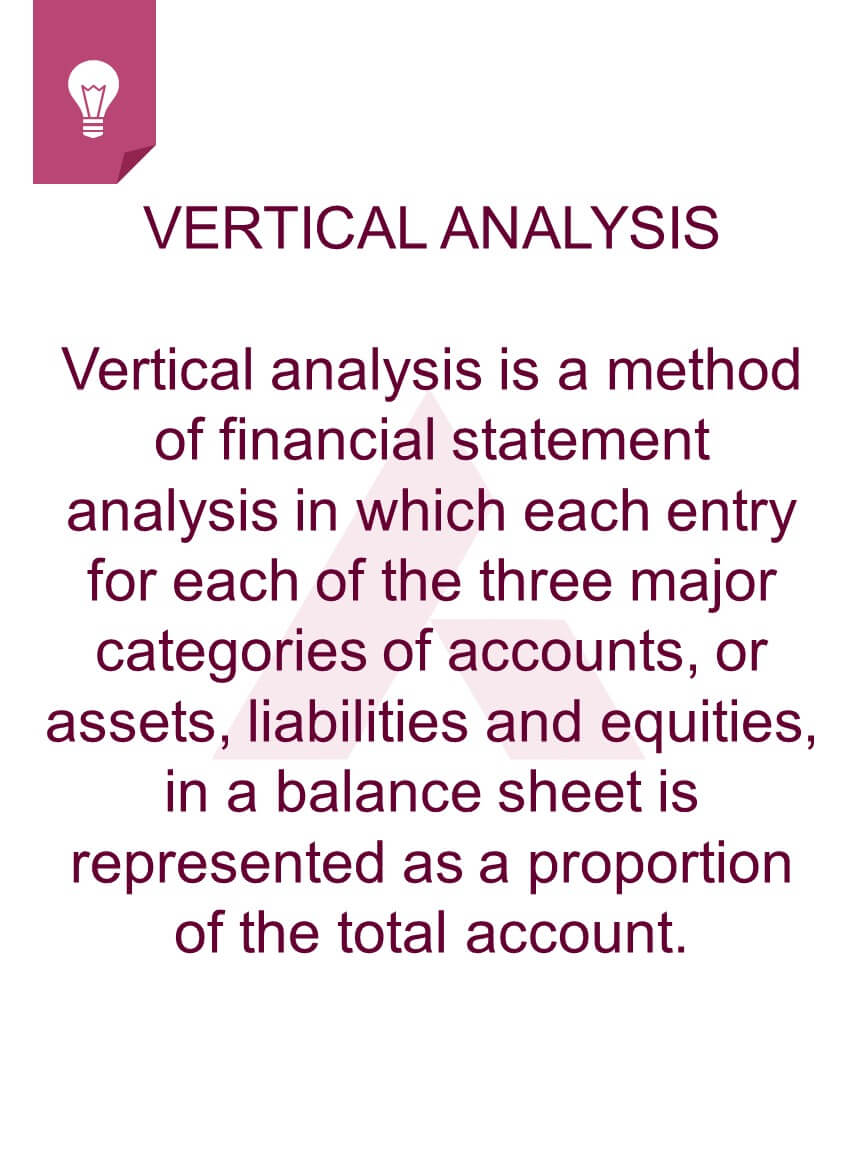 VERTICAL ANALYSIS
Vertical analysis is a method
of financial statement
analysis in which each entry
for each of the three major
categories of accounts, or
assets, liabilities and equities,
in a balance sheet is
represented as a proportion
of the total account.